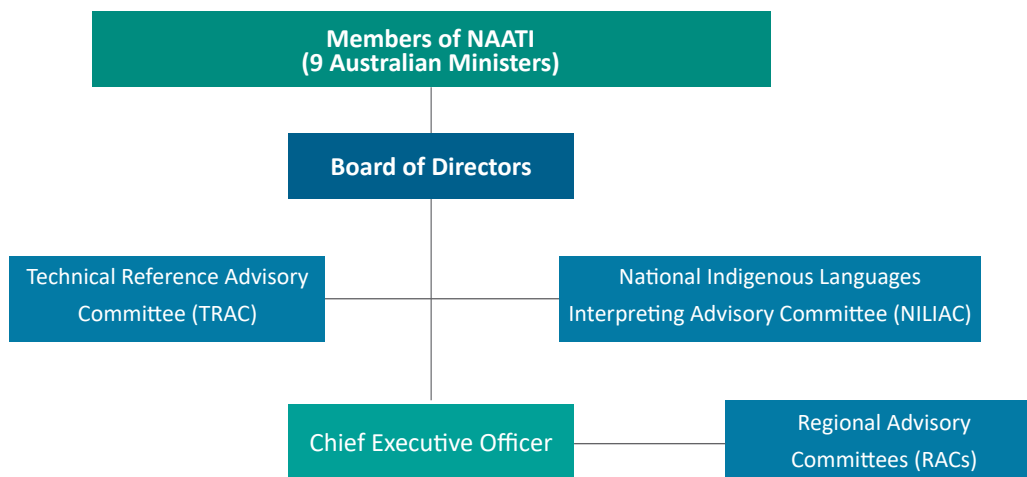 Members of NAATI
(9 Australian Ministers)
Board of Directors
Technical Reference Advisory
Committee (TRAC)
National Indigenous Languages
Interpreting Advisory Committee (NILIAC)
Chief Executive Officer
Regional Advisory
Committees (RACs)